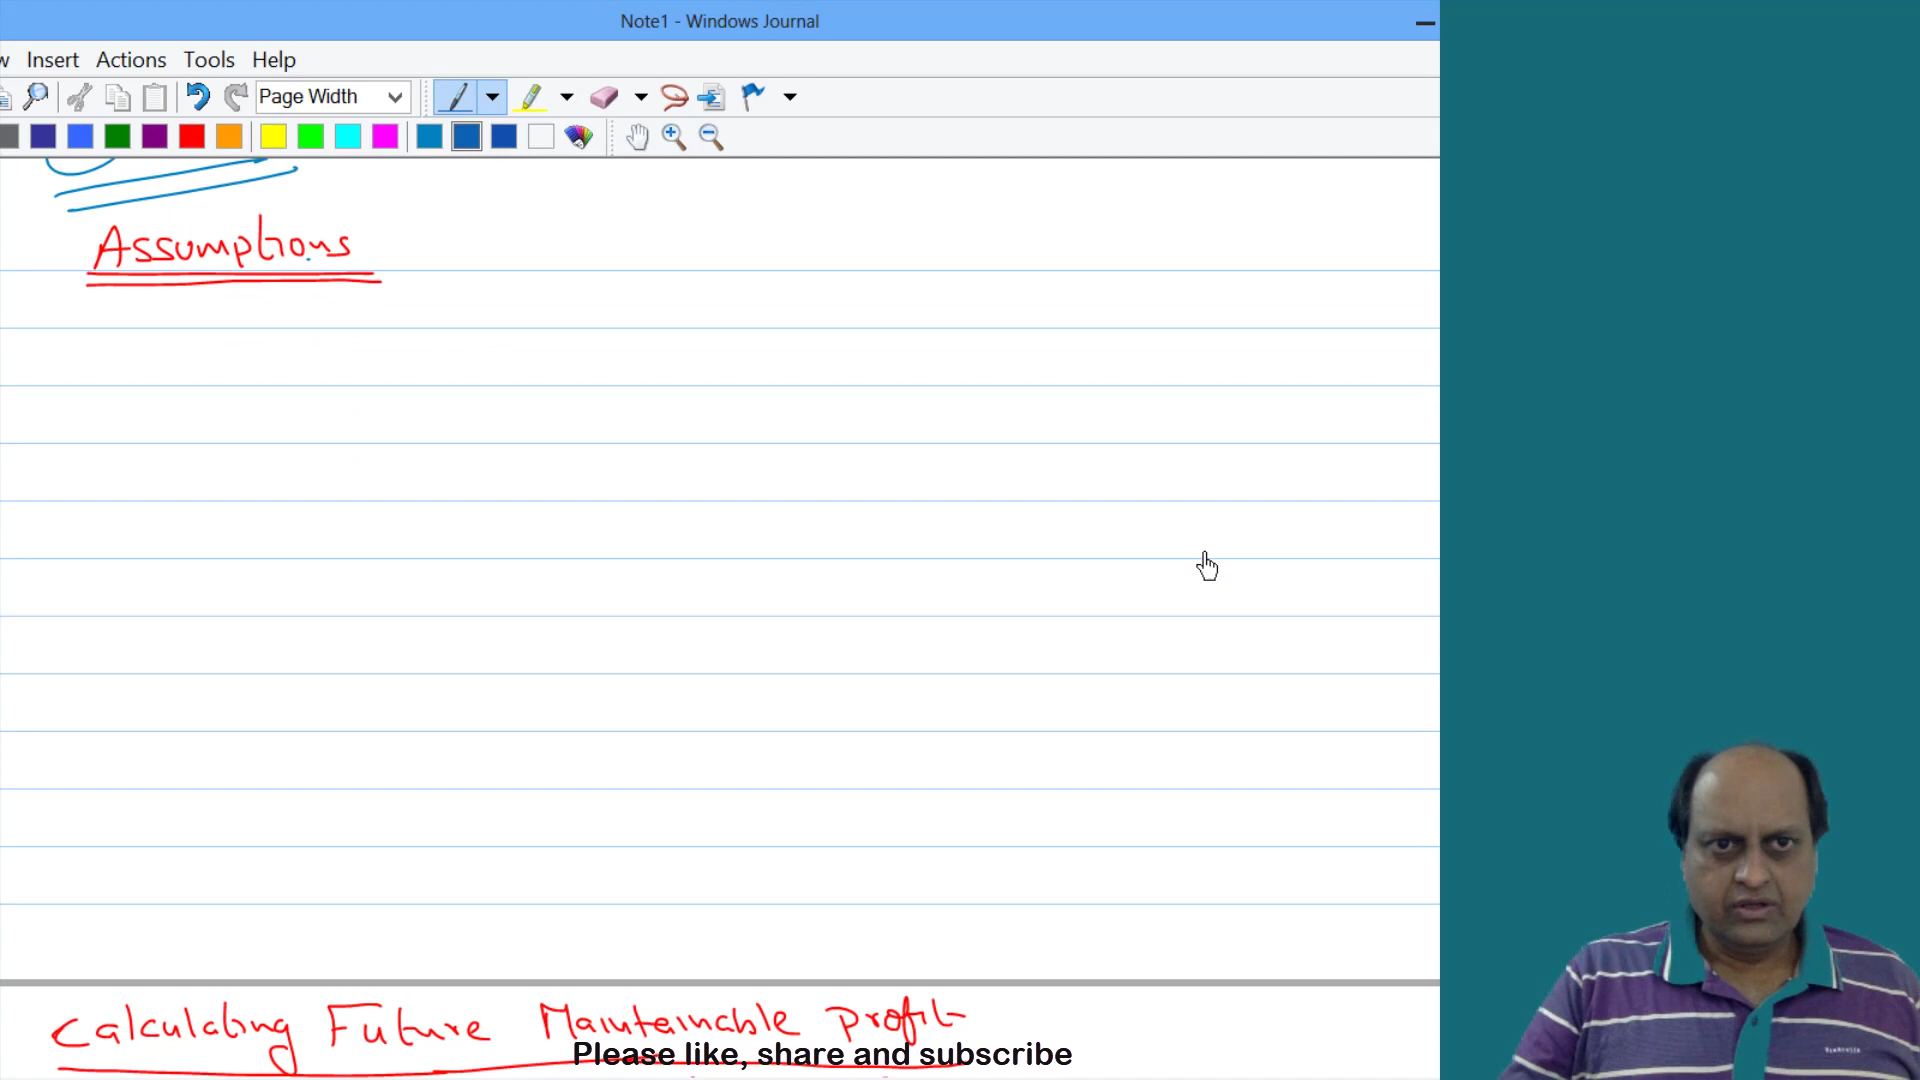 Note1 - Windows Journal
Insert Actions Tools Help
Page Width
Assumptions
Calculating Future Maintainable Profit
Please like, share and subscribe